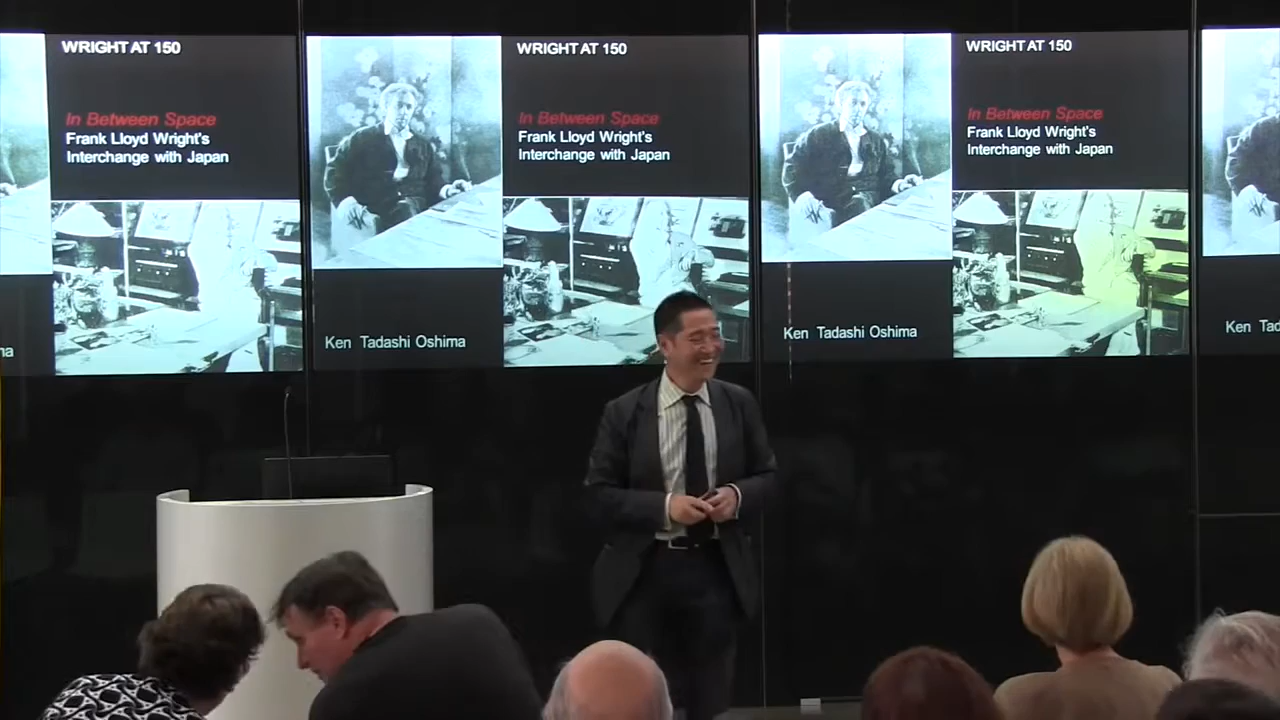 WRIGHT AT 150
In Between Space
Frank Lloyd Wright's
Interchange with Japan
WRIGHT AT 150
In Between Space
Frank Lloyd Wright's
Interchange with Japan
Ken Tadashi Oshima
WRIGHT AT 150
In Between Space
Frank Lloyd Wright's
Interchange with Japan
Ken Tadashi Oshima
Ken